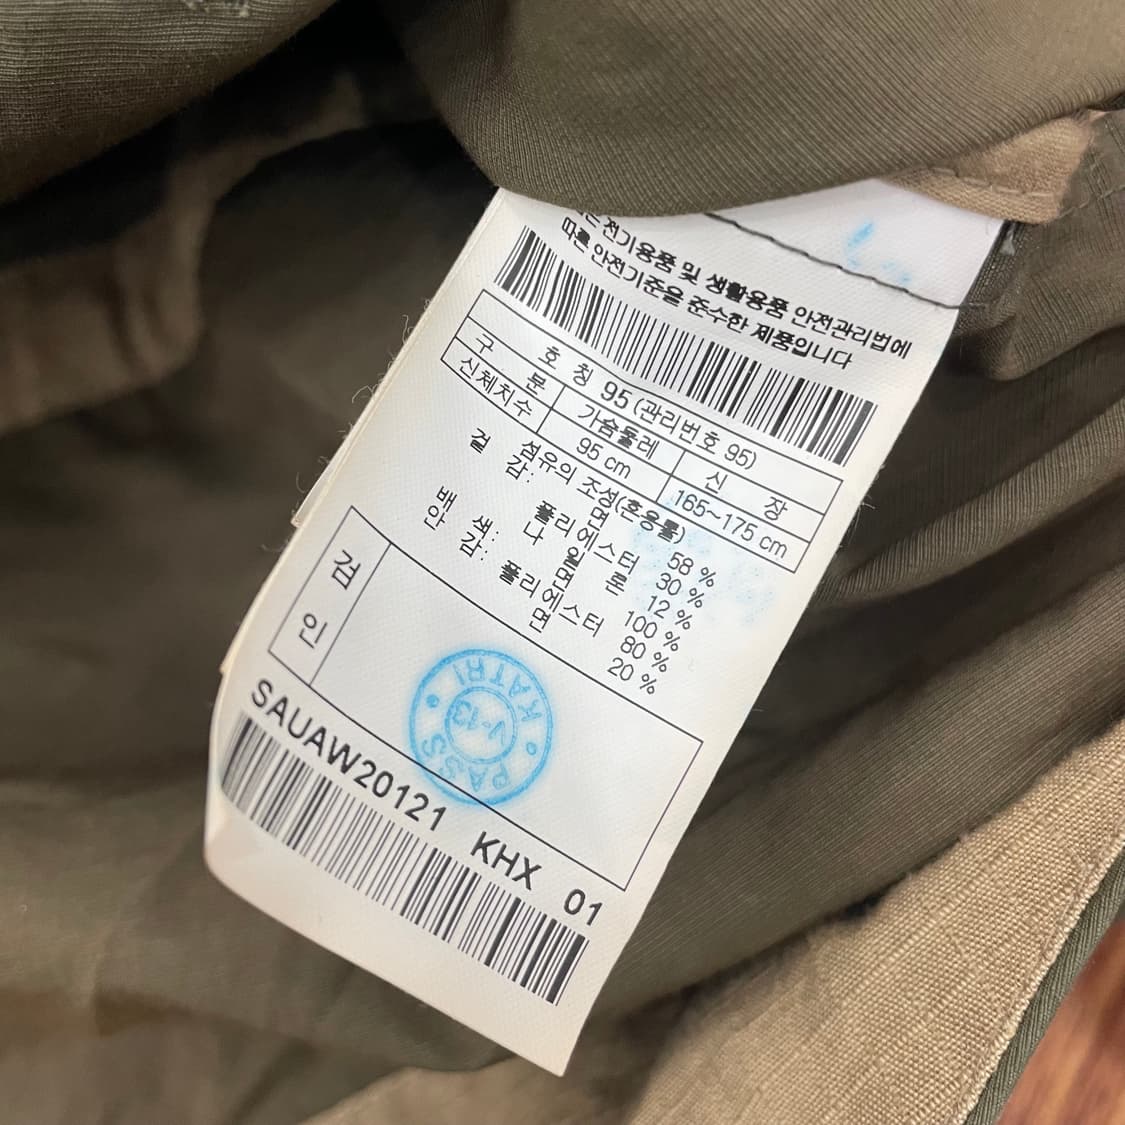 전기용품 및 생활용품 안전관리법에
따른 안전기준을 준수한 제품입니다
호 칭 95 (관리번호 95)
구 분 가슴둘레 신 장
신체치수 95 cm 165~175 cm
섬유의 조성(혼용률)
겉 감: 면 58 %
폴리에스터 30 %
나 일 론 12 %
배 색: 면 100 %
안 감: 폴리에스터 80 %
면 20 %
검
인
KATRI
V-13
PASS
SAUAW20121 KHX 01